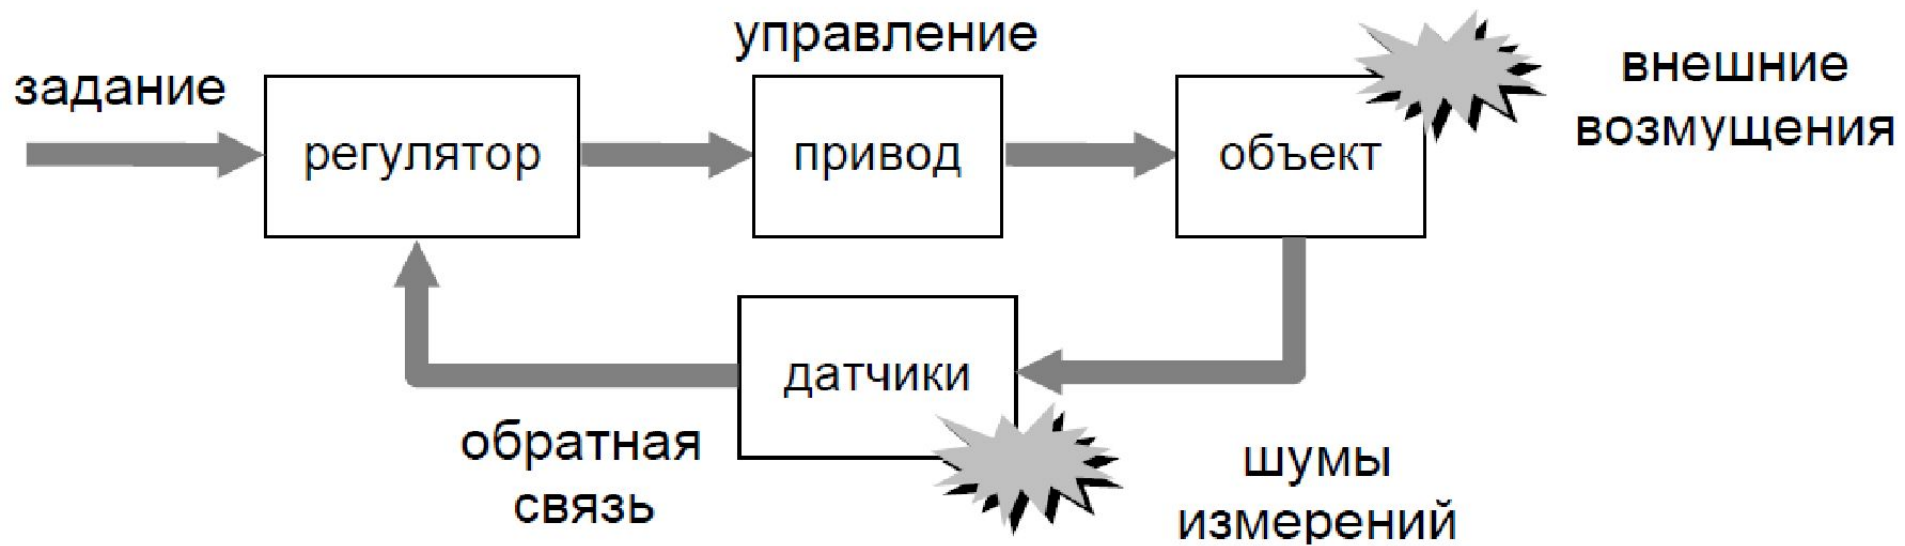 управление
задание
внешние
возмущения
регулятор
привод
объект
датчики
обратная
связь
шумы
измерений